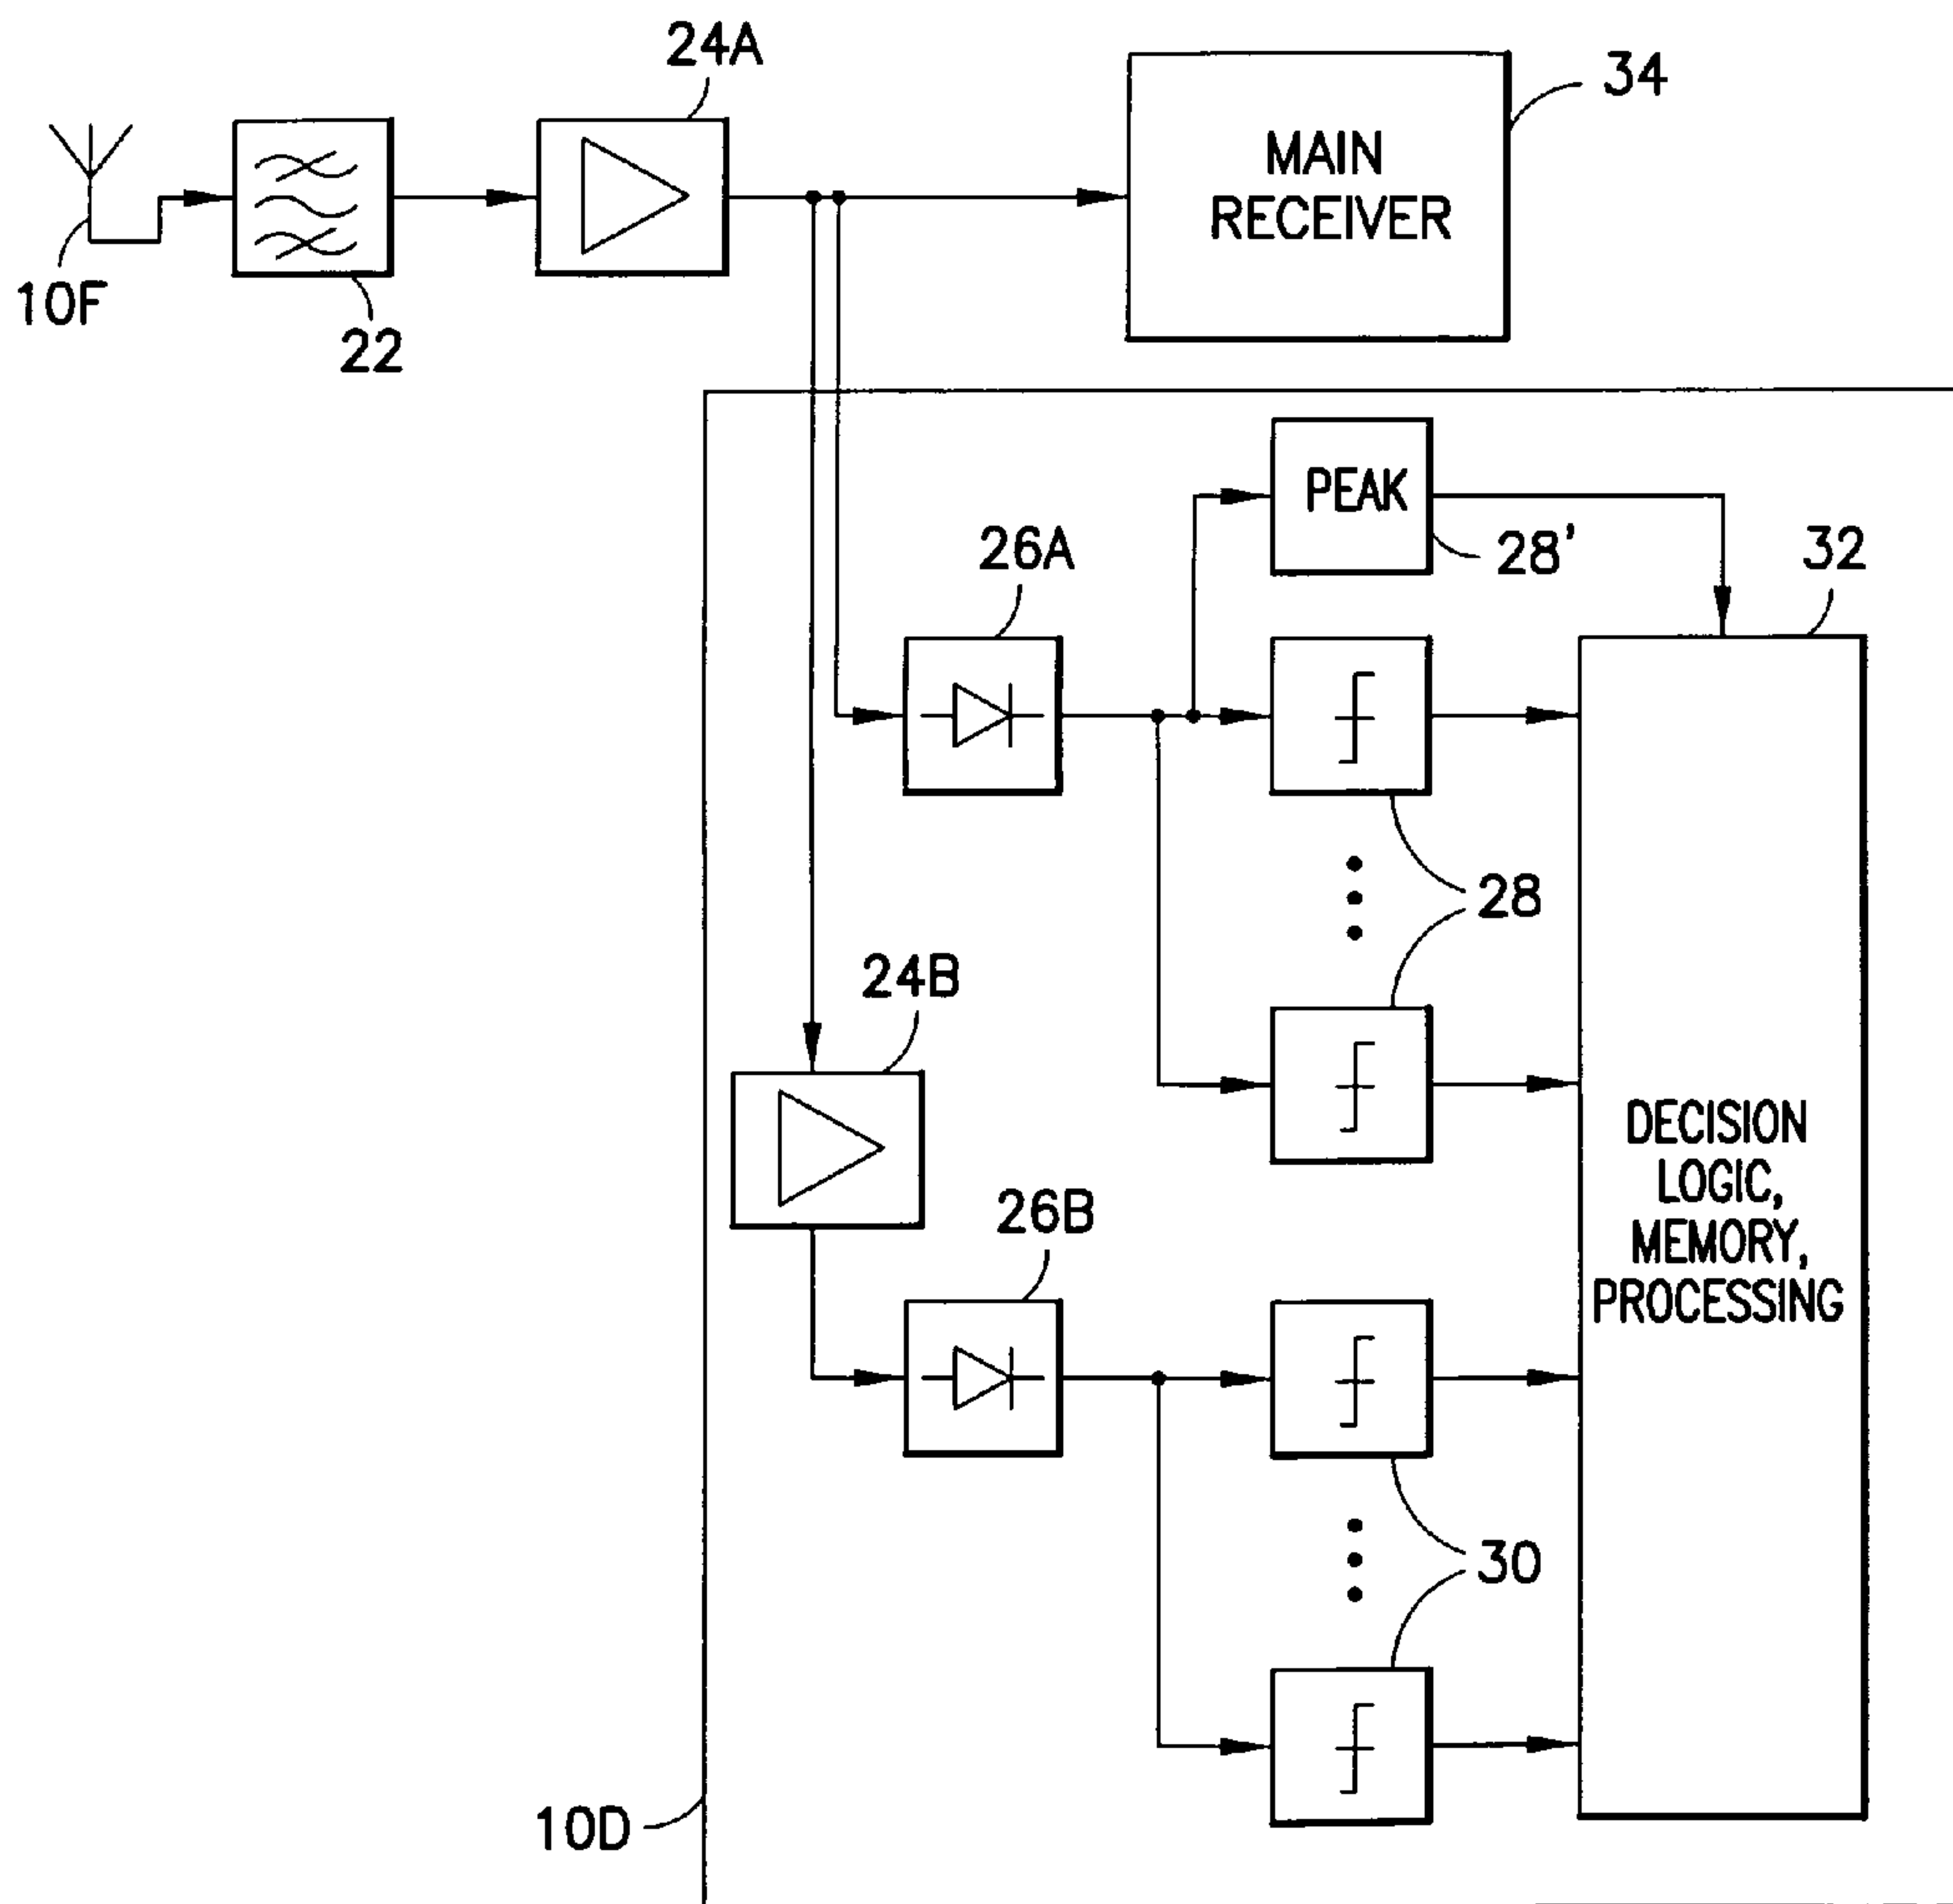 24A
34
MAIN
RECEIVER
10F
22
PEAK
28'
26A
32
28
24B
DECISION
LOGIC,
MEMORY,
PROCESSING
26B
30
10D